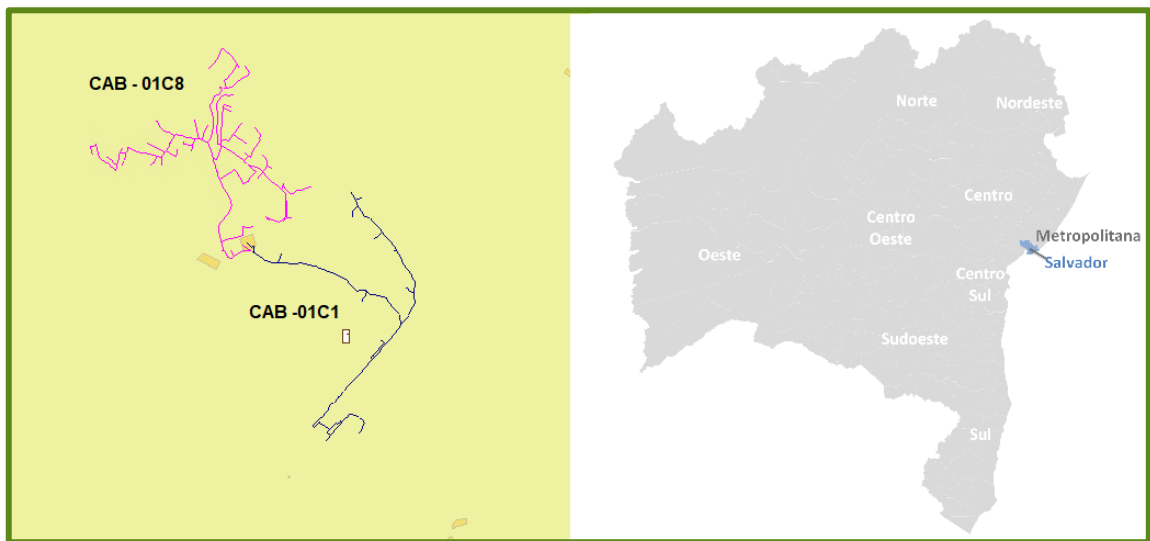 CAB - 01C8
CAB -01C1
Norte
Nordeste
Centro
Centro
Oeste
Metropolitana
Oeste
Salvador
Centro
Sul
Sudoeste
Sul